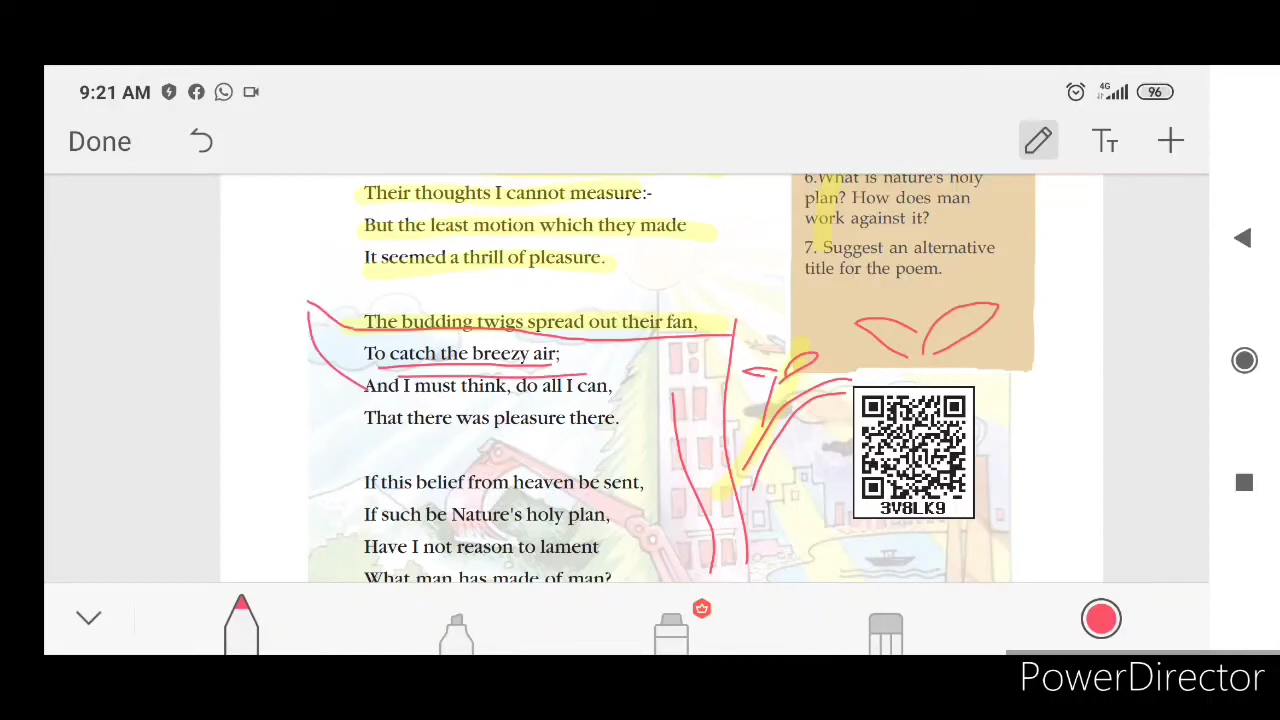 9:21 AM
4G
96
Done
TT
Their thoughts I cannot measure:-
But the least motion which they made
It seemed a thrill of pleasure.
The budding twigs spread out their fan,
To catch the breezy air;
And I must think, do all I can,
That there was pleasure there.
If this belief from heaven be sent,
If such be Nature's holy plan,
Have I not reason to lament
What man has made of man?
6.What is nature's holy
plan? How does man
work against it?
7. Suggest an alternative
title for the poem.
3V8LK9
PowerDirector